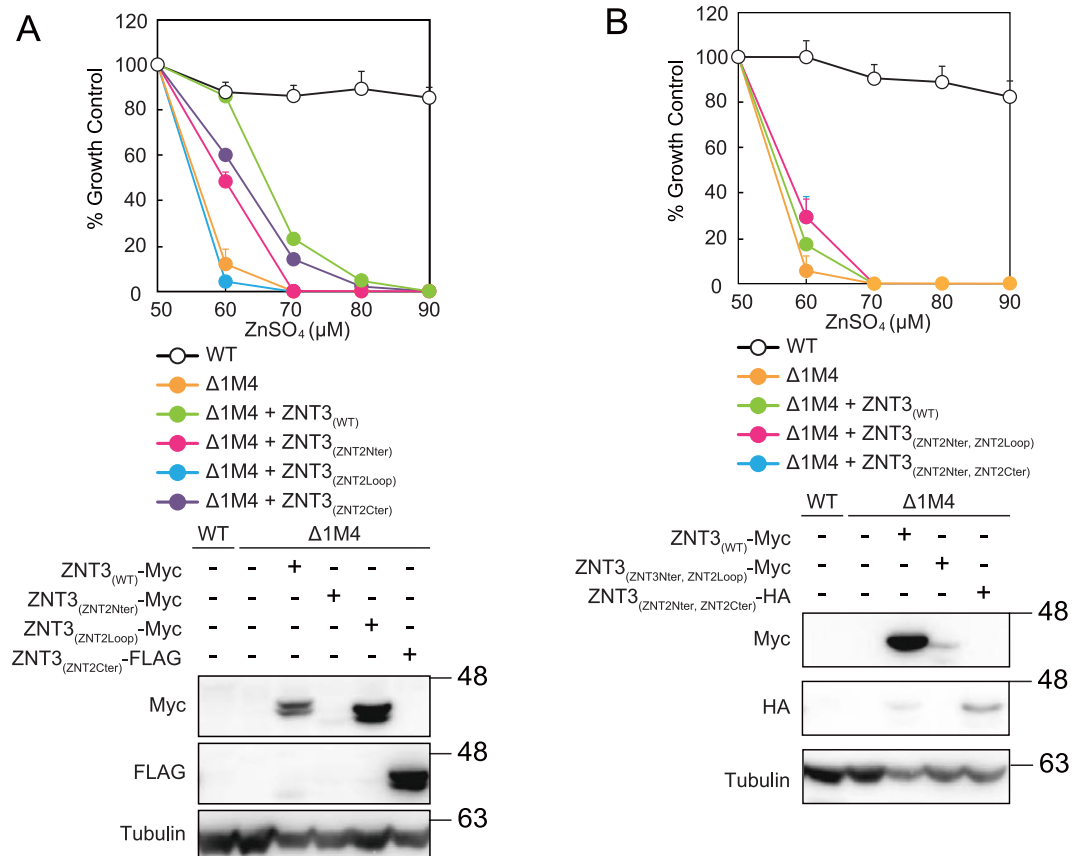 A
120
100
80
60
40
20
0
% Growth Control
50 60 70 80 90
ZnSO4 (µM)
WT
Δ1M4
Δ1M4 + ZNT3(WT)
Δ1M4 + ZNT3(ZNT2Nter)
Δ1M4 + ZNT3(ZNT2Loop)
Δ1M4 + ZNT3(ZNT2Cter)
WT Δ1M4
ZNT3(WT)-Myc - - + - - -
ZNT3(ZNT2Nter)-Myc - - - + - -
ZNT3(ZNT2Loop)-Myc - - - - + -
ZNT3(ZNT2Cter)-FLAG - - - - - +
48
Myc
48
FLAG
63
Tubulin
B
120
100
80
60
40
20
0
% Growth Control
50 60 70 80 90
ZnSO4 (µM)
WT
Δ1M4
Δ1M4 + ZNT3(WT)
Δ1M4 + ZNT3(ZNT2Nter, ZNT2Loop)
Δ1M4 + ZNT3(ZNT2Nter, ZNT2Cter)
WT Δ1M4
ZNT3(WT)-Myc - - + - -
ZNT3(ZNT3Nter, ZNT2Loop)-Myc - - - + -
ZNT3(ZNT2Nter, ZNT2Cter)-HA - - - - +
48
Myc
48
HA
63
Tubulin